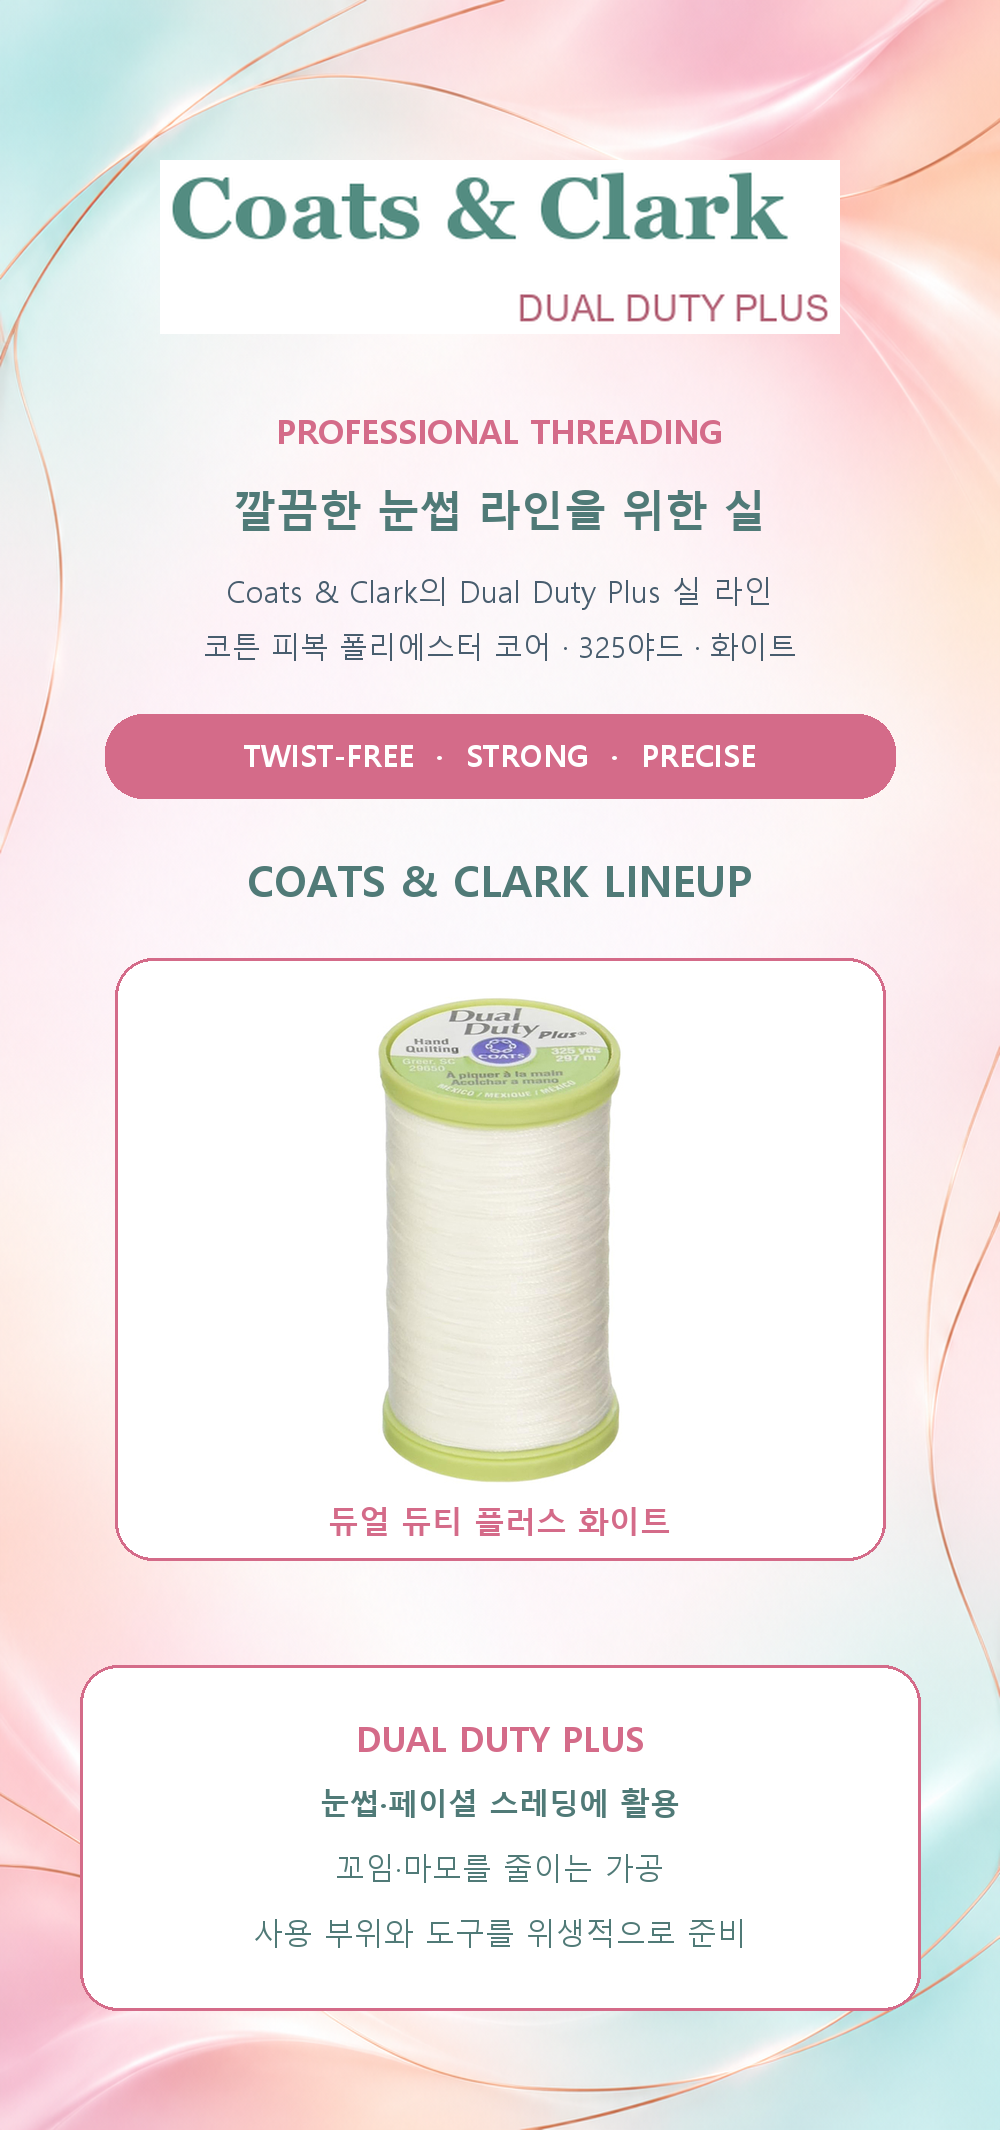 Coats & Clark
DUAL DUTY PLUS
PROFESSIONAL THREADING
깔끔한 눈썹 라인을 위한 실
Coats & Clark의 Dual Duty Plus 실 라인
코튼 피복 폴리에스터 코어 · 325야드 · 화이트
TWIST-FREE · STRONG · PRECISE
COATS & CLARK LINEUP
Dual
Duty Plus®
Hand
Quilting
COATS
325 yds
297 m
Greer, SC
29650
À piquer à la main
Acolchar a mano
MÉXICO / MEXIQUE / MÉXICO
듀얼 듀티 플러스 화이트
DUAL DUTY PLUS
눈썹·페이셜 스레딩에 활용
꼬임·마모를 줄이는 가공
사용 부위와 도구를 위생적으로 준비